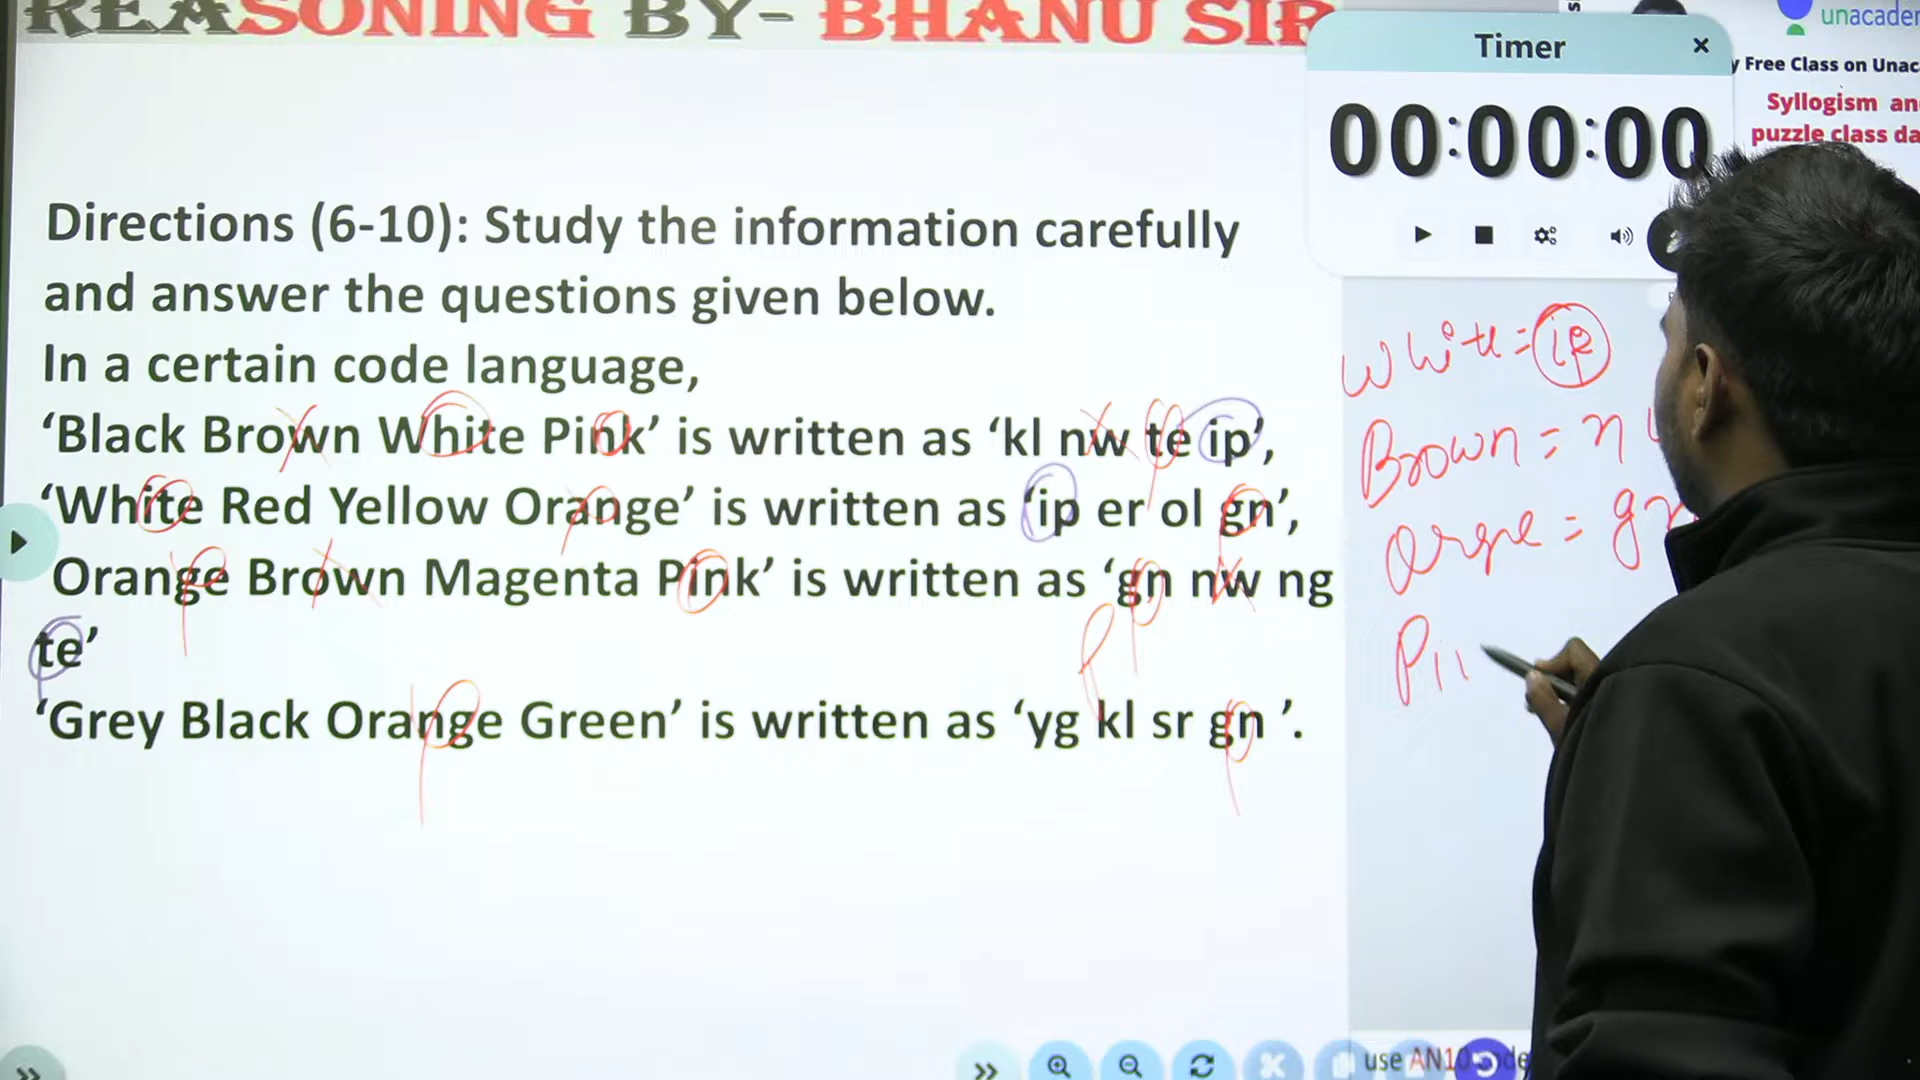 REASONING BY- BHANU SIR
Timer
00:00:00
unacadem
y Free Class on Unac
Syllogism an
puzzle class da
Directions (6-10): Study the information carefully
and answer the questions given below.
In a certain code language,
‘Black Brown White Pink’ is written as ‘kl nw te ip’,
‘White Red Yellow Orange’ is written as ‘ip er ol gn’,
Orange Brown Magenta Pink’ is written as ‘gn nw ng
te’
‘Grey Black Orange Green’ is written as ‘yg kl sr gn ’.
White = ip
Brown = n
Pin
use AN10 code